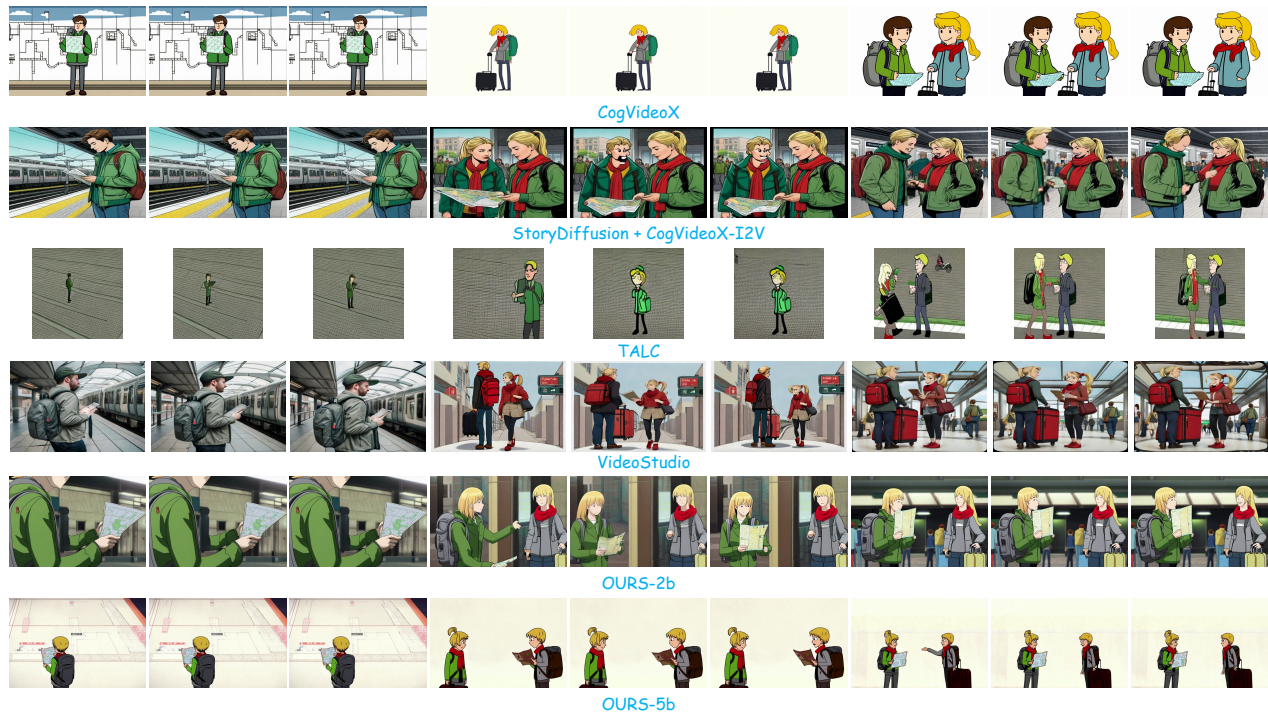 CogVideoX
StoryDiffusion + CogVideoX-I2V
TALC
VideoStudio
OURS-2b
OURS-5b